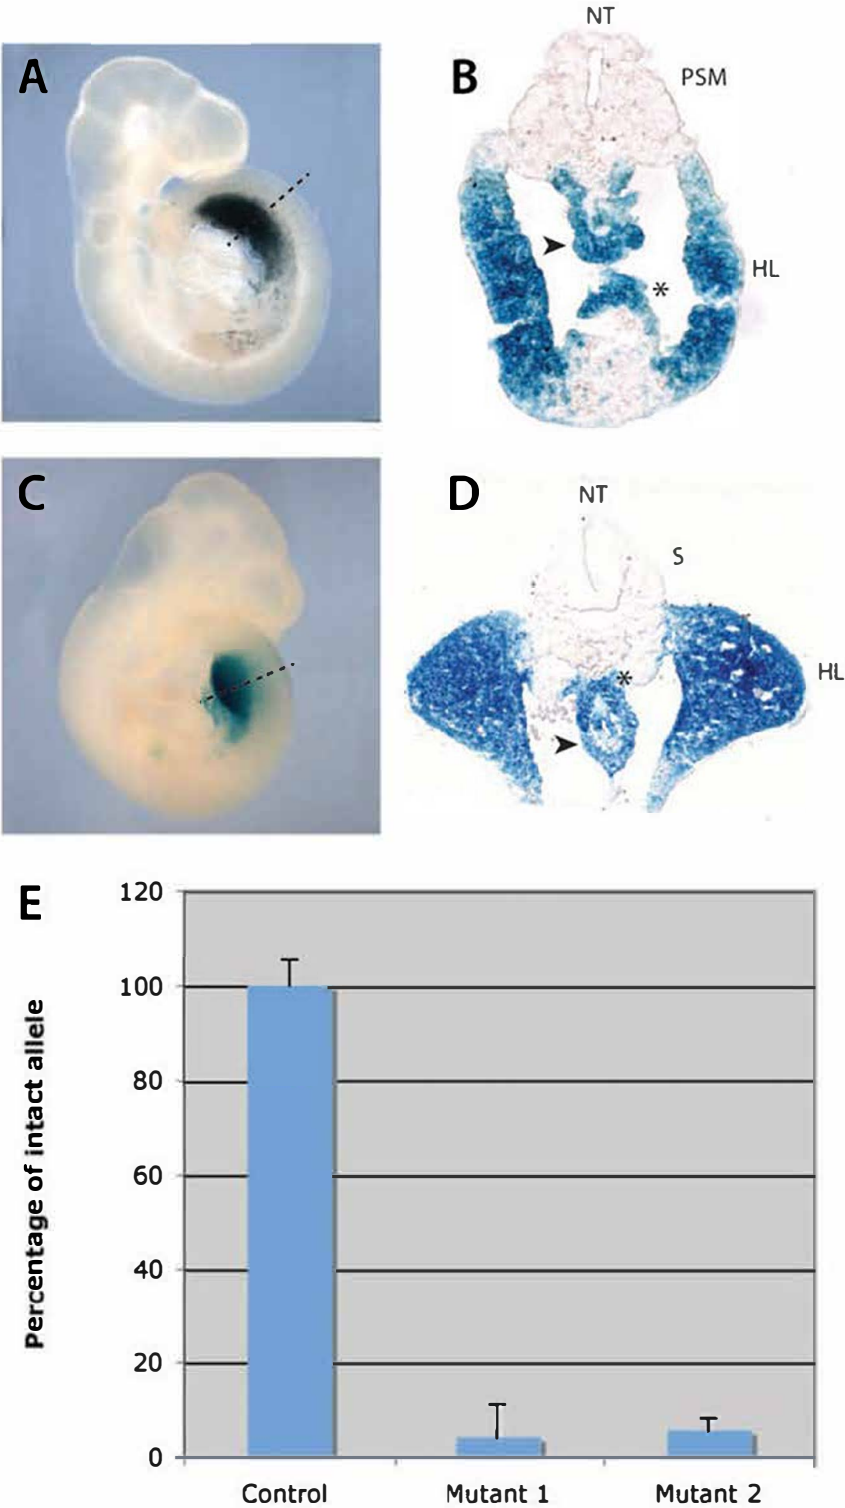 A
B
NT
PSM
HL
*
C
D
NT
S
HL
*
E
Percentage of intact allele
120
100
80
60
40
20
0
Control
Mutant 1
Mutant 2